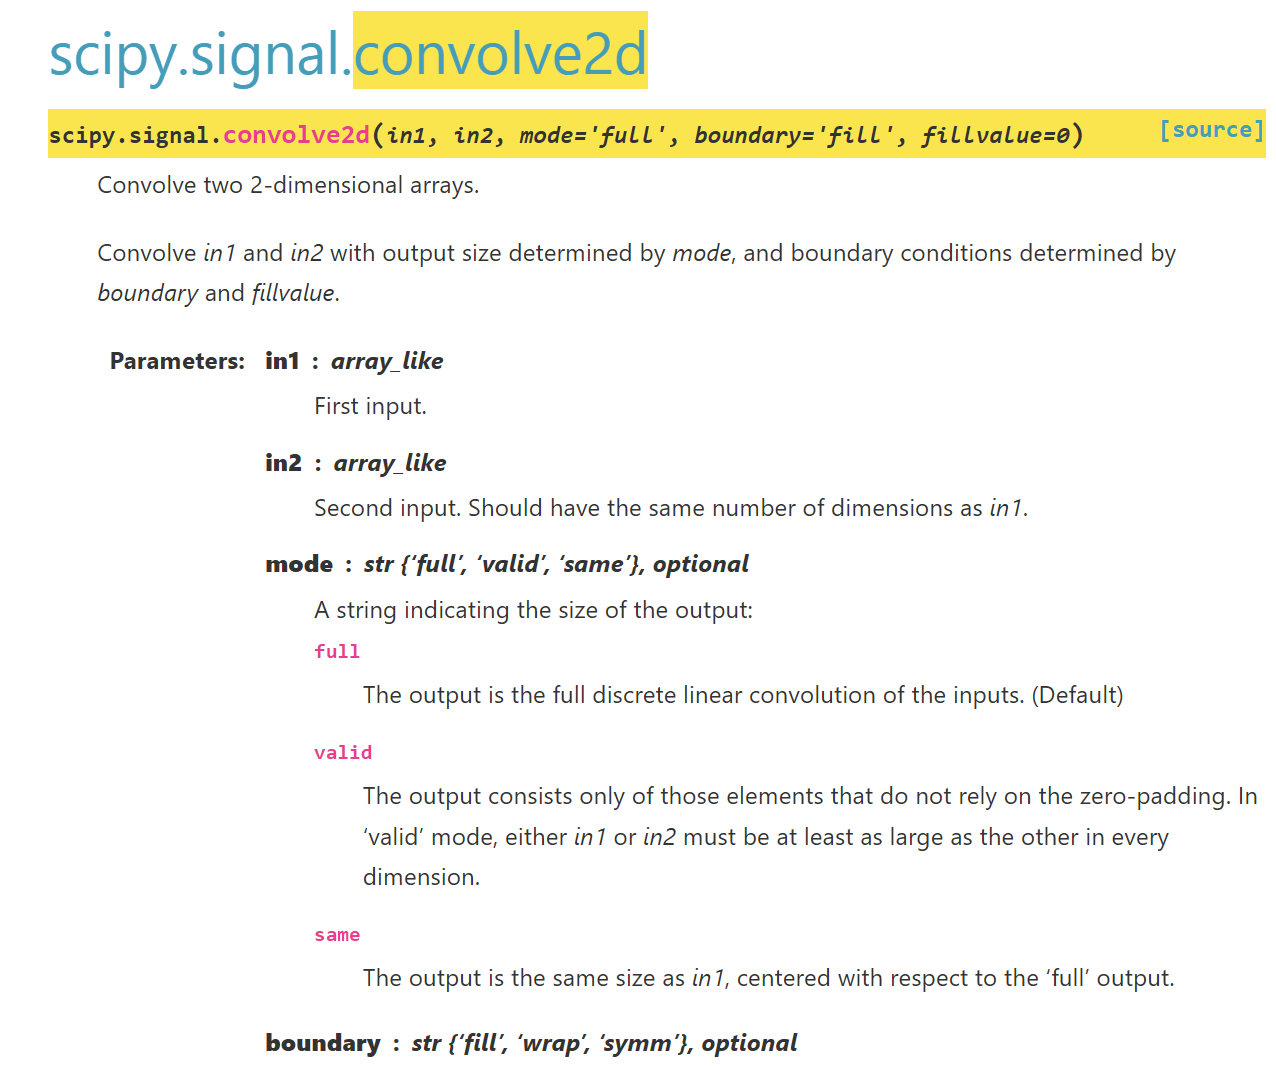 scipy.signal.convolve2d
scipy.signal.convolve2d(in1, in2, mode='full', boundary='fill', fillvalue=0) [source]
Convolve two 2-dimensional arrays.
Convolve in1 and in2 with output size determined by mode, and boundary conditions determined by
boundary and fillvalue.
Parameters: in1 : array_like
First input.
in2 : array_like
Second input. Should have the same number of dimensions as in1.
mode : str {‘full’, ‘valid’, ‘same’}, optional
A string indicating the size of the output:
full
The output is the full discrete linear convolution of the inputs. (Default)
valid
The output consists only of those elements that do not rely on the zero-padding. In
‘valid’ mode, either in1 or in2 must be at least as large as the other in every
dimension.
same
The output is the same size as in1, centered with respect to the ‘full’ output.
boundary : str {‘fill’, ‘wrap’, ‘symm’}, optional